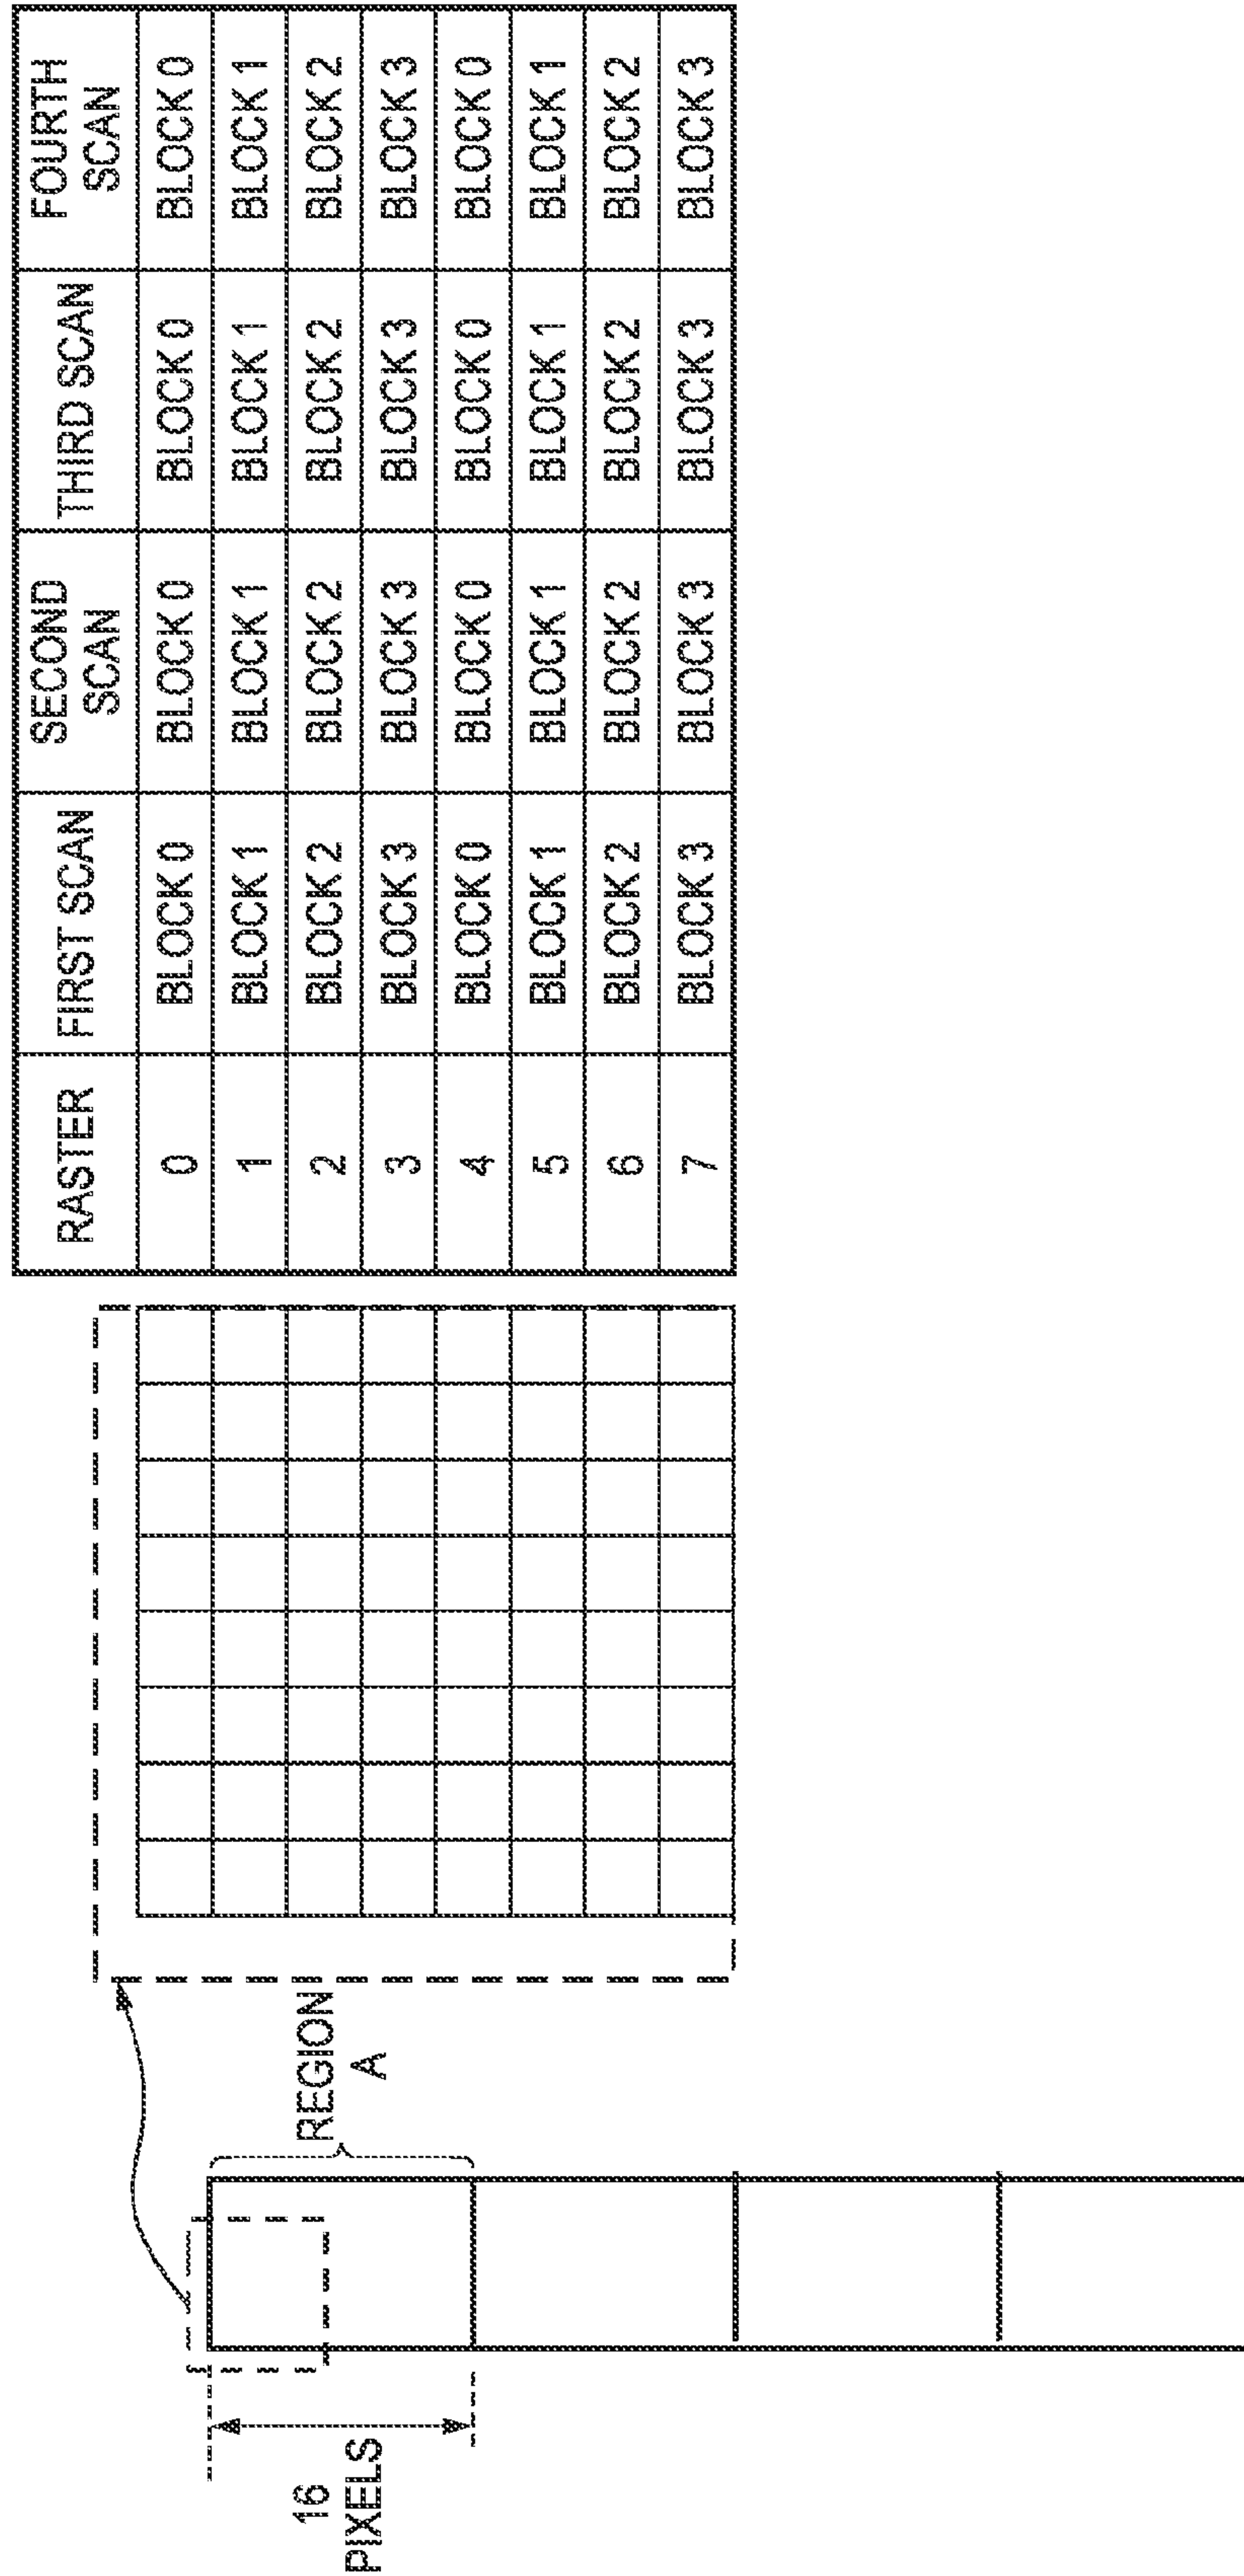 16
PIXELS
REGION
A
RASTER FIRST SCAN SECOND SCAN THIRD SCAN FOURTH SCAN
0 BLOCK 0 BLOCK 0 BLOCK 0 BLOCK 0
1 BLOCK 1 BLOCK 1 BLOCK 1 BLOCK 1
2 BLOCK 2 BLOCK 2 BLOCK 2 BLOCK 2
3 BLOCK 3 BLOCK 3 BLOCK 3 BLOCK 3
4 BLOCK 0 BLOCK 0 BLOCK 0 BLOCK 0
5 BLOCK 1 BLOCK 1 BLOCK 1 BLOCK 1
6 BLOCK 2 BLOCK 2 BLOCK 2 BLOCK 2
7 BLOCK 3 BLOCK 3 BLOCK 3 BLOCK 3